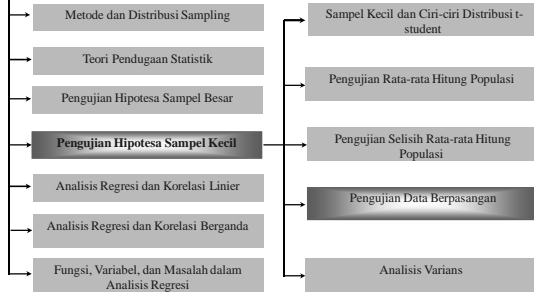 Metode dan Distribusi Sampling
Teori Pendugaan Statistik
Pengujian Hipotesa Sampel Besar
Pengujian Hipotesa Sampel Kecil
Analisis Regresi dan Korelasi Linier
Analisis Regresi dan Korelasi Berganda
Fungsi, Variabel, dan Masalah dalam
Analisis Regresi
Sampel Kecil dan Ciri-ciri Distribusi t-
student
Pengujian Rata-rata Hitung Populasi
Pengujian Selisih Rata-rata Hitung
Populasi
Pengujian Data Berpasangan
Analisis Varians